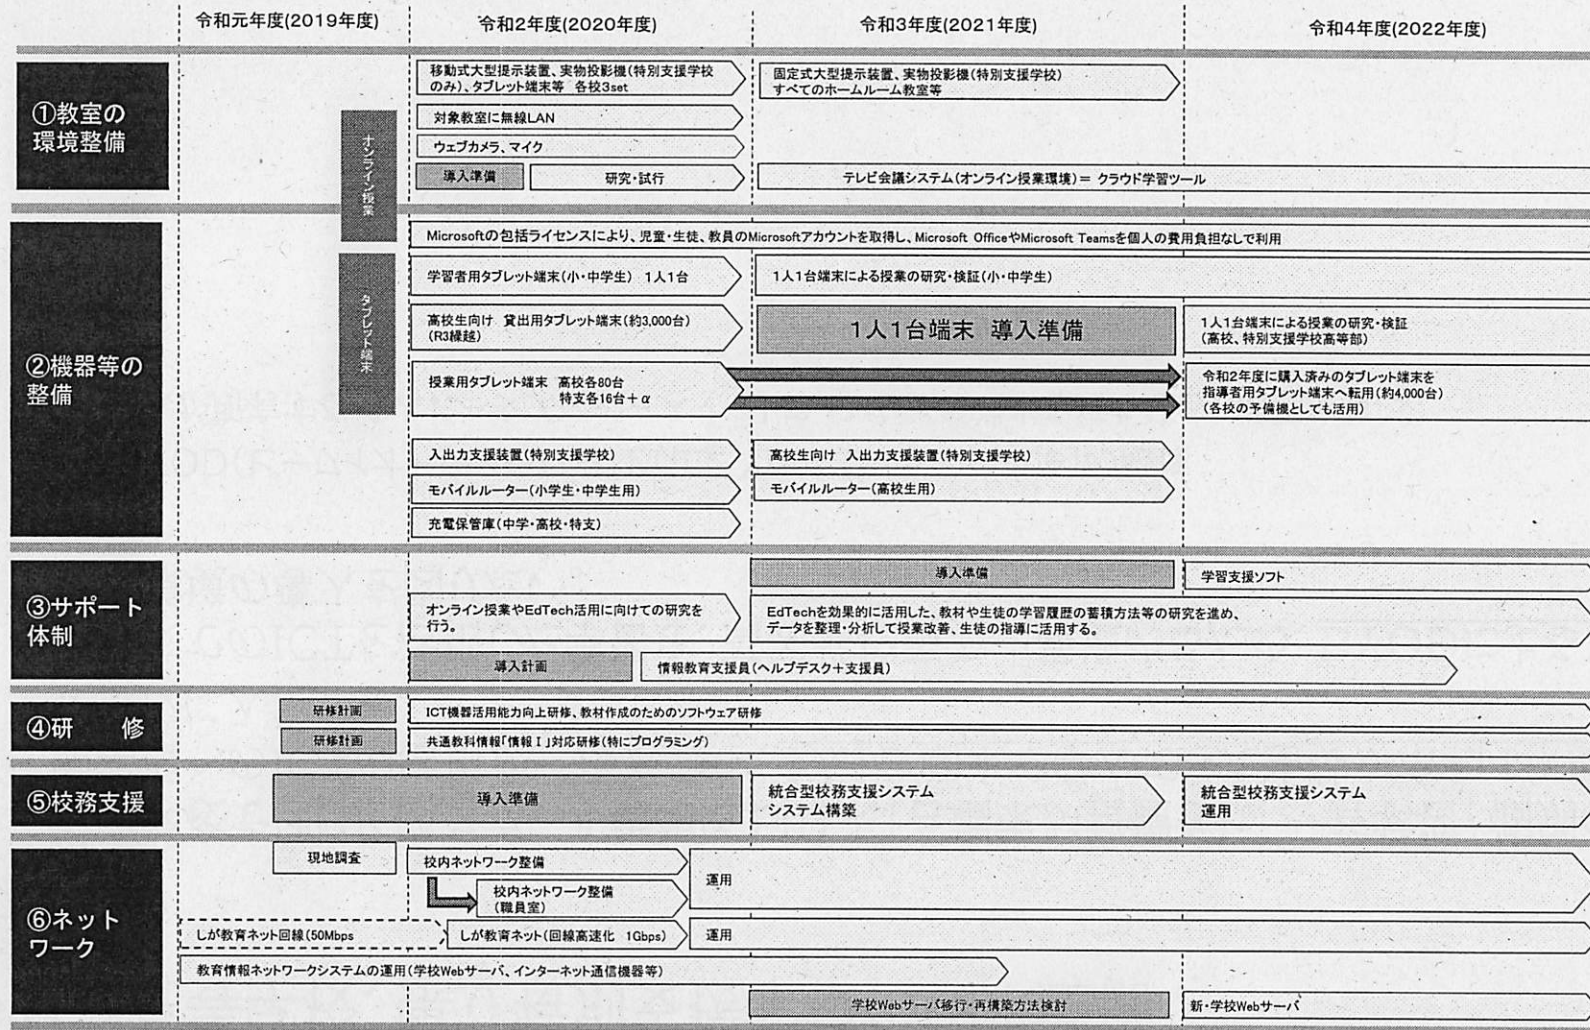 令和元年度(2019年度)
令和2年度(2020年度)
令和3年度(2021年度)
令和4年度(2022年度)
①教室の
環境整備
オンライン授業
移動式大型提示装置、実物投影機(特別支援学校
のみ)、タブレット端末等 各校3set
固定式大型提示装置、実物投影機(特別支援学校)
すべてのホームルーム教室等
対象教室に無線LAN
ウェブカメラ、マイク
導入準備
研究・試行
テレビ会議システム(オンライン授業環境)= クラウド学習ツール
②機器等の
整備
タブレット端末
Microsoftの包括ライセンスにより、児童・生徒、教員のMicrosoftアカウントを取得し、Microsoft OfficeやMicrosoft Teamsを個人の費用負担なしで利用
学習者用タブレット端末(小・中学生) 1人1台
1人1台端末による授業の研究・検証(小・中学生)
高校生向け 貸出用タブレット端末(約3,000台)
(R3繰越)
1人1台端末 導入準備
1人1台端末による授業の研究・検証
(高校、特別支援学校高等部)
授業用タブレット端末 高校各80台
特支各16台+α
令和2年度に購入済みのタブレット端末を
指導者用タブレット端末へ転用(約4,000台)
(各校の予備機としても活用)
入出力支援装置(特別支援学校)
高校生向け 入出力支援装置(特別支援学校)
モバイルルーター(小学生・中学生用)
モバイルルーター(高校生用)
充電保管庫(中学・高校・特支)
③サポート
体制
導入準備
学習支援ソフト
オンライン授業やEdTech活用に向けての研究を
行う。
EdTechを効果的に活用した、教材や生徒の学習履歴の蓄積方法等の研究を進め、
データを整理・分析して授業改善、生徒の指導に活用する。
導入計画
情報教育支援員(ヘルプデスク+支援員)
④研 修
研修計画
ICT機器活用能力向上研修、教材作成のためのソフトウェア研修
研修計画
共通教科情報「情報Ⅰ」対応研修(特にプログラミング)
⑤校務支援
導入準備
統合型校務支援システム
システム構築
統合型校務支援システム
運用
⑥ネット
ワーク
現地調査
校内ネットワーク整備
運用
校内ネットワーク整備
(職員室)
しが教育ネット回線(50Mbps
しが教育ネット(回線高速化 1Gbps)
運用
教育情報ネットワークシステムの運用(学校Webサーバ、インターネット通信機器等)
学校Webサーバ移行・再構築方法検討
新・学校Webサーバ